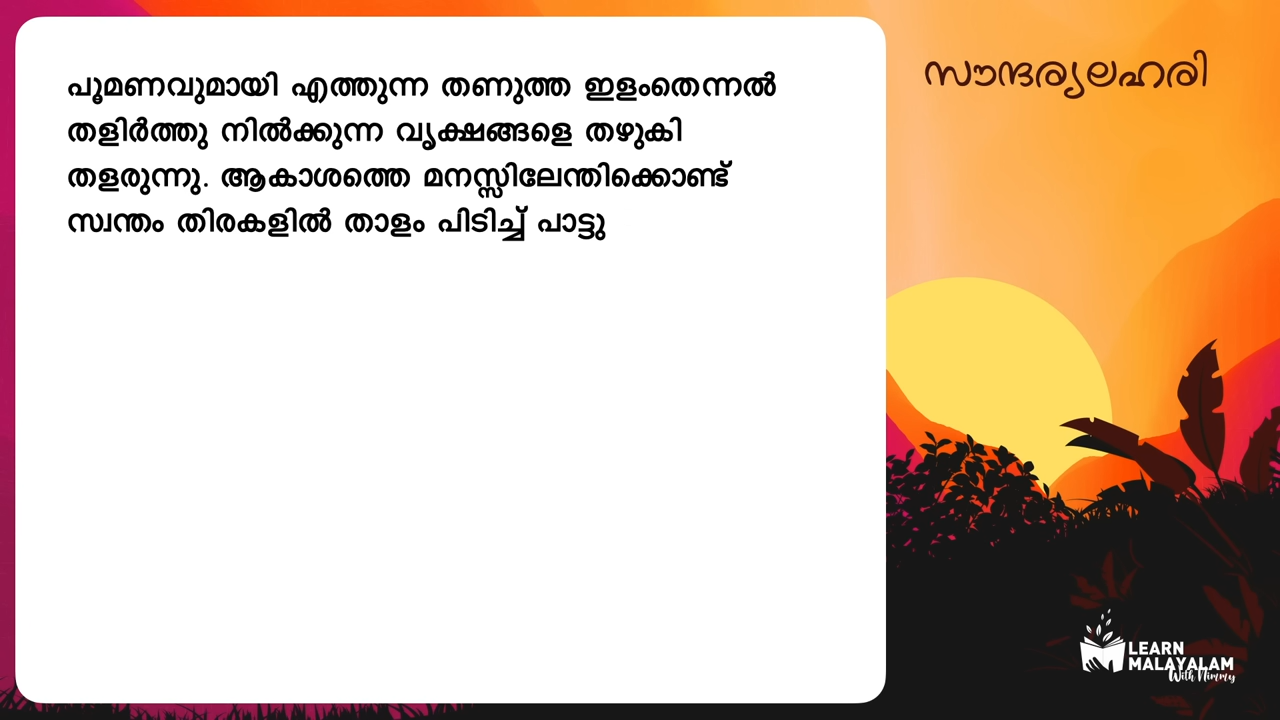 പൂമണവുമായി എത്തുന്ന തണുത്ത ഇളംതെന്നൽ
തളിർത്തു നിൽക്കുന്ന വൃക്ഷങ്ങളെ തഴുകി
തളരുന്നു. ആകാശത്തെ മനസ്സിലേന്തിക്കൊണ്ട്
സ്വന്തം തിരകളിൽ താളം പിടിച്ച് പാട്ടു
സൗന്ദര്യലഹരി
LEARN
MALAYALAM
With Nimmy